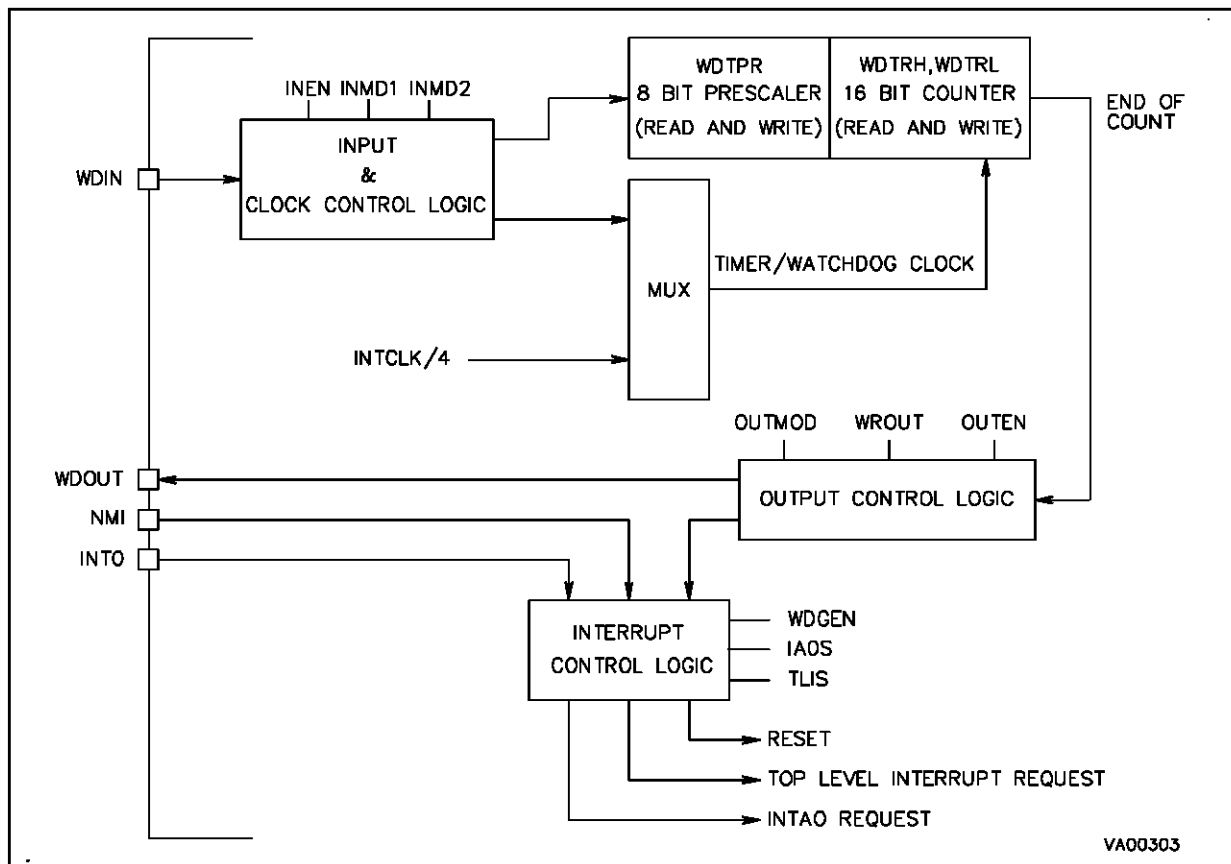 INEN INMD1 INMD2
INPUT
&
CLOCK CONTROL LOGIC
WDIN
WDTPR
8 BIT PRESCALER
(READ AND WRITE)
WDTRH,WDTRL
16 BIT COUNTER
(READ AND WRITE)
END OF
COUNT
MUX
TIMER/WATCHDOG CLOCK
INTCLK/4
OUTMOD WROUT OUTEN
OUTPUT CONTROL LOGIC
WDOUT
NMI
INT0
INTERRUPT
CONTROL LOGIC
WDGEN
IA0S
TLIS
RESET
TOP LEVEL INTERRUPT REQUEST
INTA0 REQUEST
VA00303